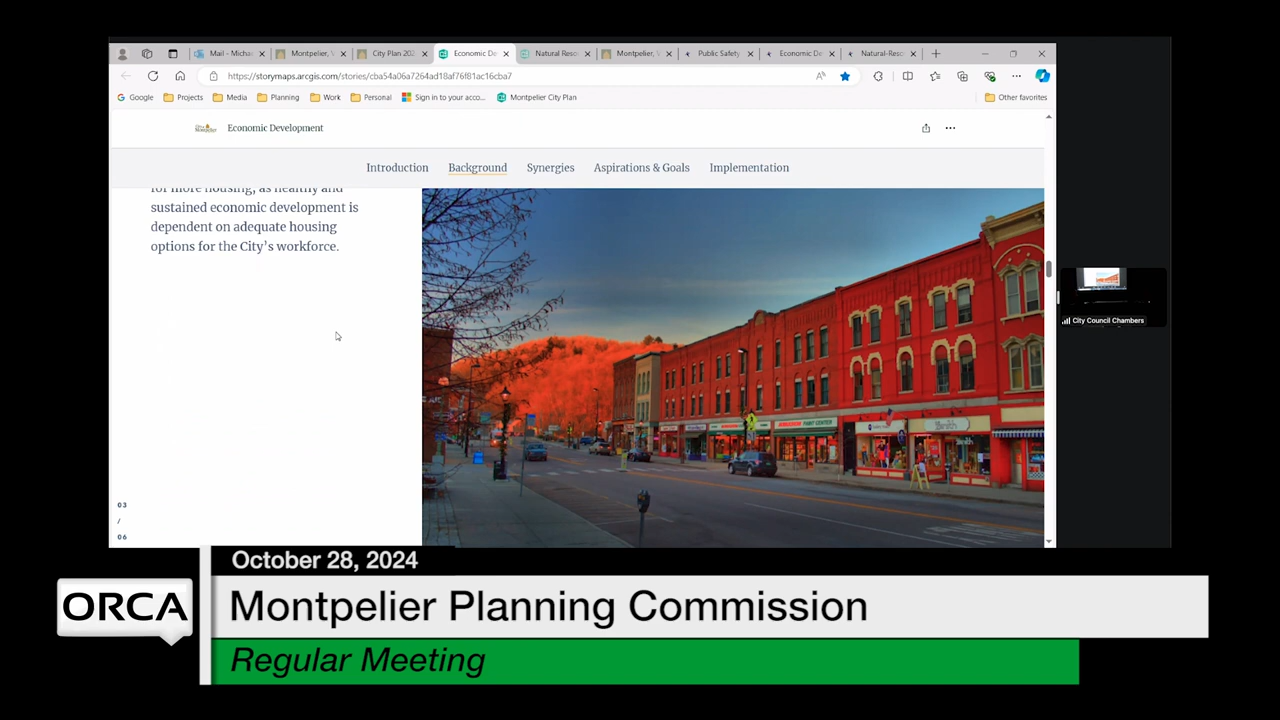 Mail - Micha
Montpelier, V
City Plan 202
Economic De
Natural Reso
Montpelier, V
Public Safety
Economic De
Natural-Reso
https://storymaps.arcgis.com/stories/cba54a06a7264ad18af76f81ac16cba7
Google
Projects
Media
Planning
Work
Personal
Sign in to your acco...
Montpelier City Plan
Other favorites
Montpelier
Economic Development
Introduction
Background
Synergies
Aspirations & Goals
Implementation
for more housing, as healthy and
sustained economic development is
dependent on adequate housing
options for the City's workforce.
PAINT CENTER
03
/
06
City Council Chambers
October 28, 2024
ORCA
Montpelier Planning Commission
Regular Meeting